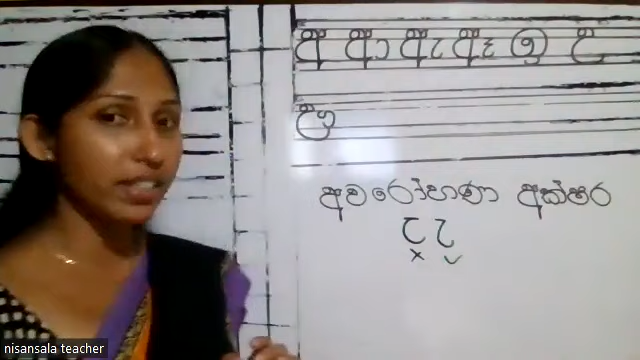 අ ආ ඇ ඈ ඉ උ
ඌ
අවරෝහණ අක්ෂර
ට ට
× ✓
nisansala teacher